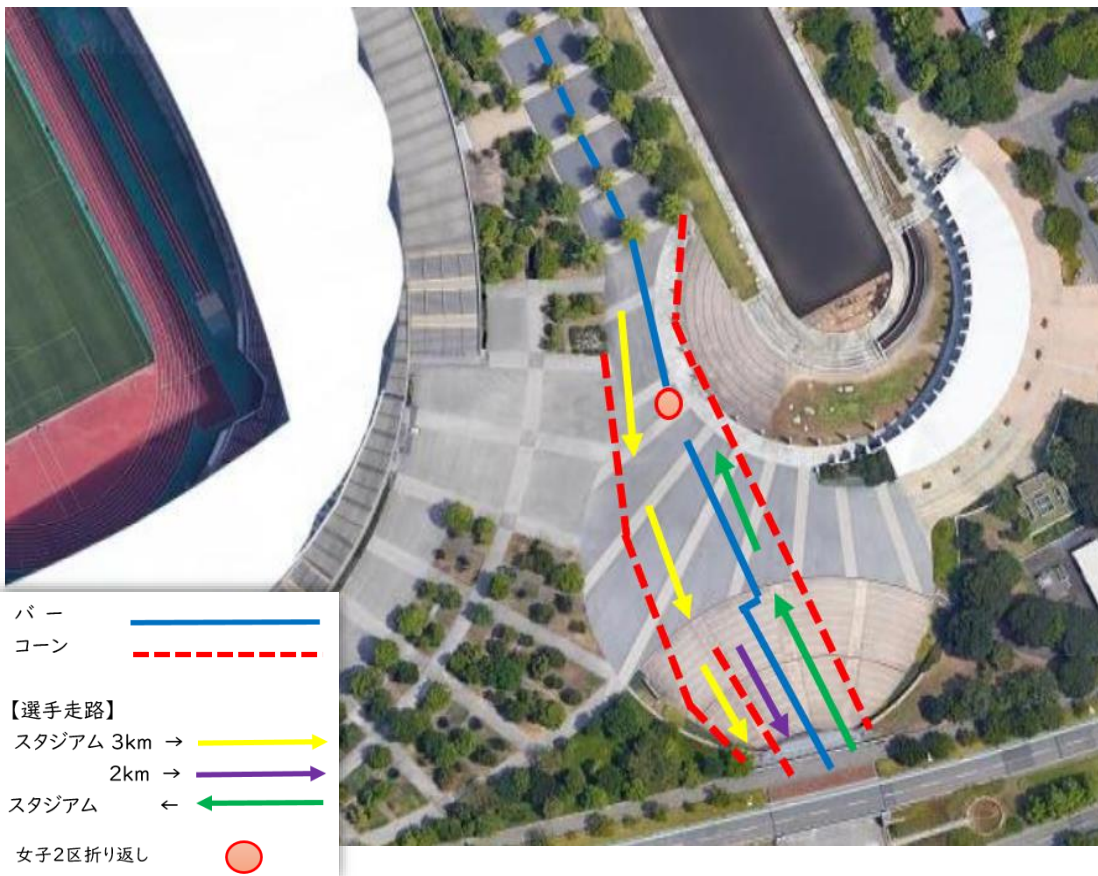 バー
コーン
【選手走路】
スタジアム 3km →
2km →
スタジアム ←
女子2区折り返し